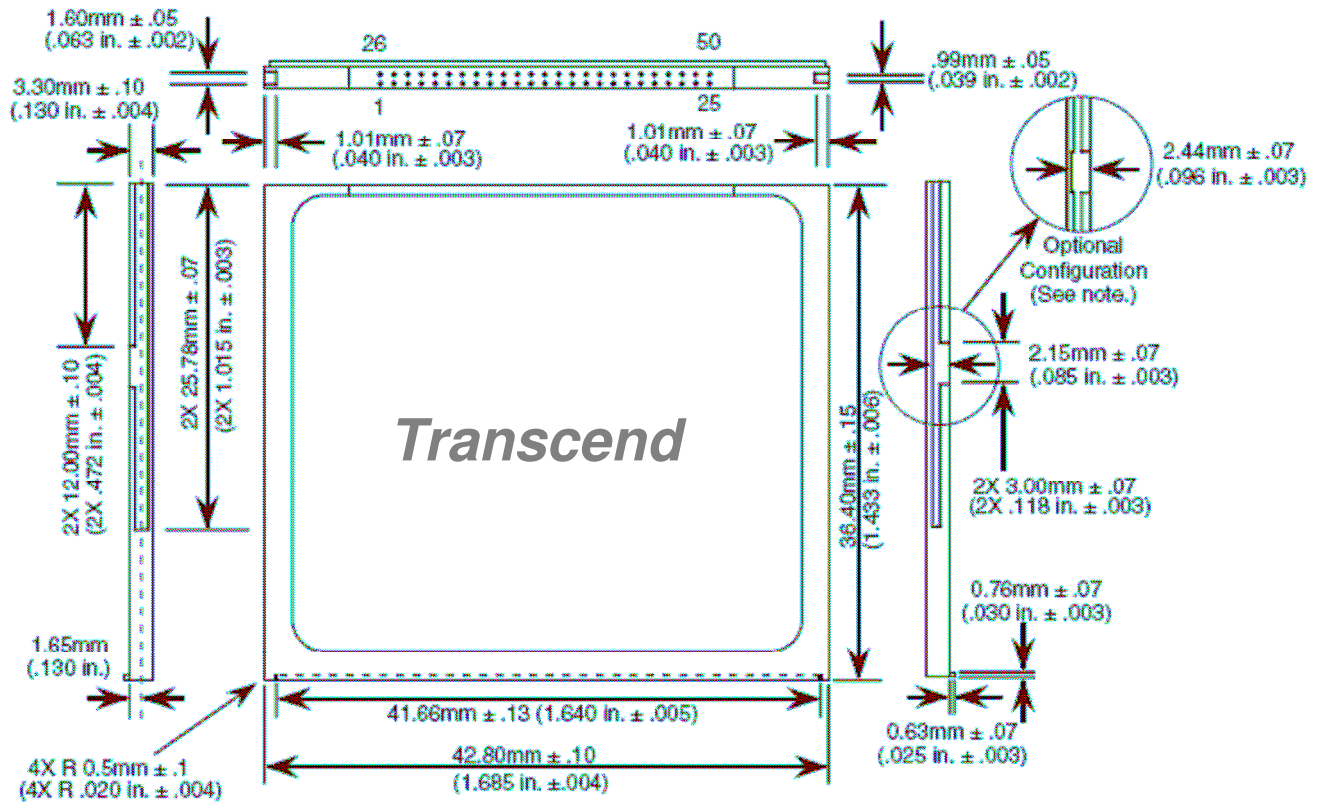 1.60mm ± .05
(.063 in. ± .002)
26
50
.99mm ± .05
(.039 in. ± .002)
3.30mm ± .10
(.130 in. ± .004)
1
25
1.01mm ± .07
(.040 in. ± .003)
1.01mm ± .07
(.040 in. ± .003)
2.44mm ± .07
(.096 in. ± .003)
Optional
Configuration
(See note.)
2X 12.00mm ± .10
(2X .472 in. ± .004)
2X 25.78mm ± .07
(2X 1.015 in. ± .003)
Transcend
36.40mm ± .15
(1.433 in. ± .006)
2.15mm ± .07
(.085 in. ± .003)
2X 3.00mm ± .07
(2X .118 in. ± .003)
0.76mm ± .07
(.030 in. ± .003)
1.65mm
(.130 in.)
41.66mm ± .13 (1.640 in. ± .005)
0.63mm ± .07
(.025 in. ± .003)
42.80mm ± .10
(1.685 in. ± .004)
4X R 0.5mm ± .1
(4X R .020 in. ± .004)